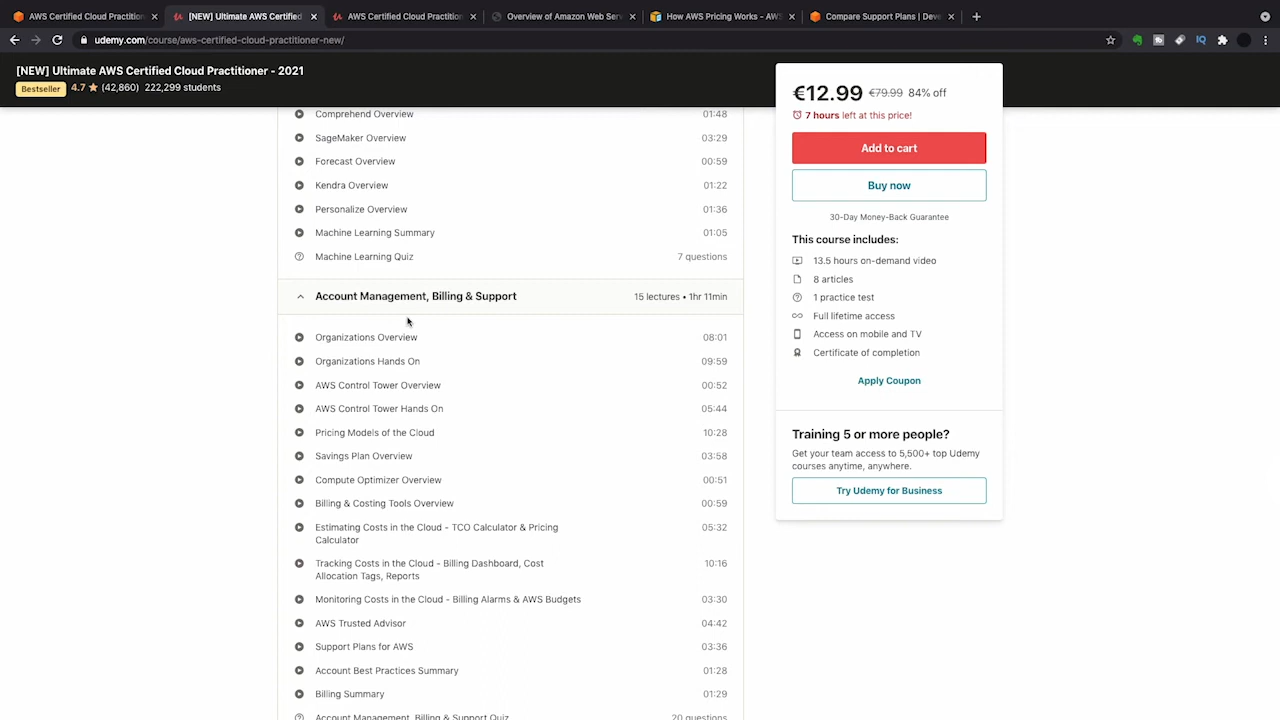 AWS Certified Cloud Practition
[NEW] Ultimate AWS Certified
AWS Certified Cloud Practition
Overview of Amazon Web Serv
How AWS Pricing Works - AWS
Compare Support Plans | Deve
udemy.com/course/aws-certified-cloud-practitioner-new/
[NEW] Ultimate AWS Certified Cloud Practitioner - 2021
Bestseller 4.7 (42,860) 222,299 students
Comprehend Overview 01:48
SageMaker Overview 03:29
Forecast Overview 00:59
Kendra Overview 01:22
Personalize Overview 01:36
Machine Learning Summary 01:05
Machine Learning Quiz 7 questions
Account Management, Billing & Support 15 lectures • 1hr 11min
Organizations Overview 08:01
Organizations Hands On 09:59
AWS Control Tower Overview 00:52
AWS Control Tower Hands On 05:44
Pricing Models of the Cloud 10:28
Savings Plan Overview 03:58
Compute Optimizer Overview 00:51
Billing & Costing Tools Overview 00:59
Estimating Costs in the Cloud - TCO Calculator & Pricing 05:32
Calculator
Tracking Costs in the Cloud - Billing Dashboard, Cost 10:16
Allocation Tags, Reports
Monitoring Costs in the Cloud - Billing Alarms & AWS Budgets 03:30
AWS Trusted Advisor 04:42
Support Plans for AWS 03:36
Account Best Practices Summary 01:28
Billing Summary 01:29
Account Management, Billing & Support Quiz 20 questions
€12.99 €79.99 84% off
7 hours left at this price!
Add to cart
Buy now
30-Day Money-Back Guarantee
This course includes:
13.5 hours on-demand video
8 articles
1 practice test
Full lifetime access
Access on mobile and TV
Certificate of completion
Apply Coupon
Training 5 or more people?
Get your team access to 5,500+ top Udemy
courses anytime, anywhere.
Try Udemy for Business